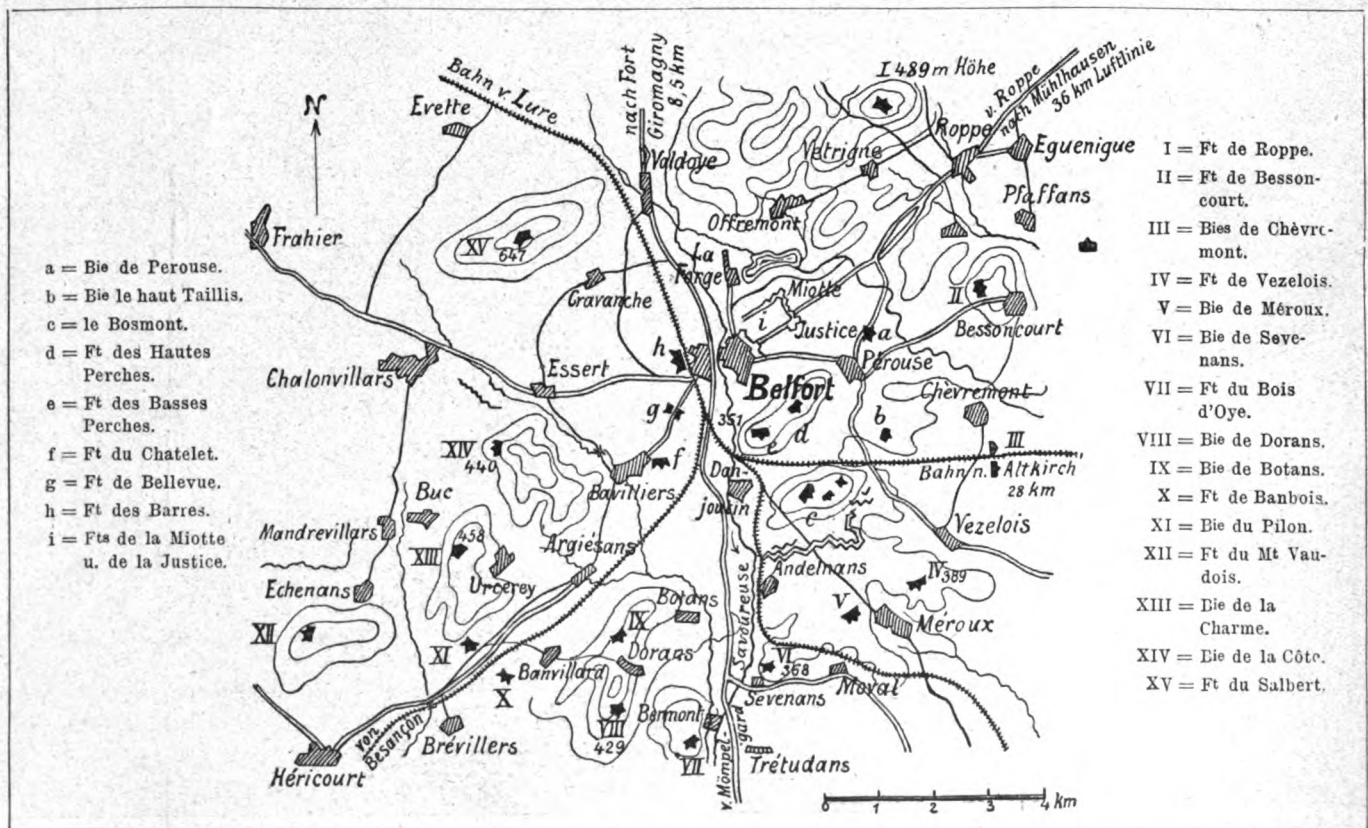 N
Bahn v. Lure
Evette
nach Fort
Giromagny
8,5 km
Valdoye
I 489 m Höhe
v. Roppe
nach Mühlhausen
36 km Luftlinie
Roppe
Eguenique
Vetrigne
Pfaffans
Offremont
Frahier
XV
647
La
Forge
Miotte
Gravanche
II
Bessoncourt
i
Justice
a
h
Pérouse
Chalonvillars
Essert
Belfort
Chèvremont
g
351
d
e
b
XIV
440
f
III
Bahn n. Altkirch
28 km
Bavilliers
Dan-
joutin
c
Buc
Vezelois
Mandrevillars
458
XIII
Argiésans
Urcerey
Andelnans
IV 389
Echenans
Botans
V
Savoureuse
Méroux
XII
IX
XI
Dorans
VI
368
Banvillard
X
Sevenans
Moval
VIII
429
Bermont
VII
von
Besançon
Brévillers
v. Mömpel-
gard
Trétudans
Héricourt
0 1 2 3 4 km
a = Bie de Perouse.
b = Bie le haut Taillis.
c = le Bosmont.
d = Ft des Hautes
Perches.
e = Ft des Basses
Perches.
f = Ft du Chatelet.
g = Ft de Bellevue.
h = Ft des Barres.
i = Fts de la Miotte
u. de la Justice.
I = Ft de Roppe.
II = Ft de Besson-
court.
III = Bies de Chèvre-
mont.
IV = Ft de Vezelois.
V = Bie de Méroux.
VI = Bie de Seve-
nans.
VII = Ft du Bois
d'Oye.
VIII = Bie de Dorans.
IX = Bie de Botans.
X = Ft de Banbois.
XI = Bie du Pilon.
XII = Ft du Mt Vau-
dois.
XIII = Bie de la
Charme.
XIV = Bie de la Côte.
XV = Ft du Salbert.